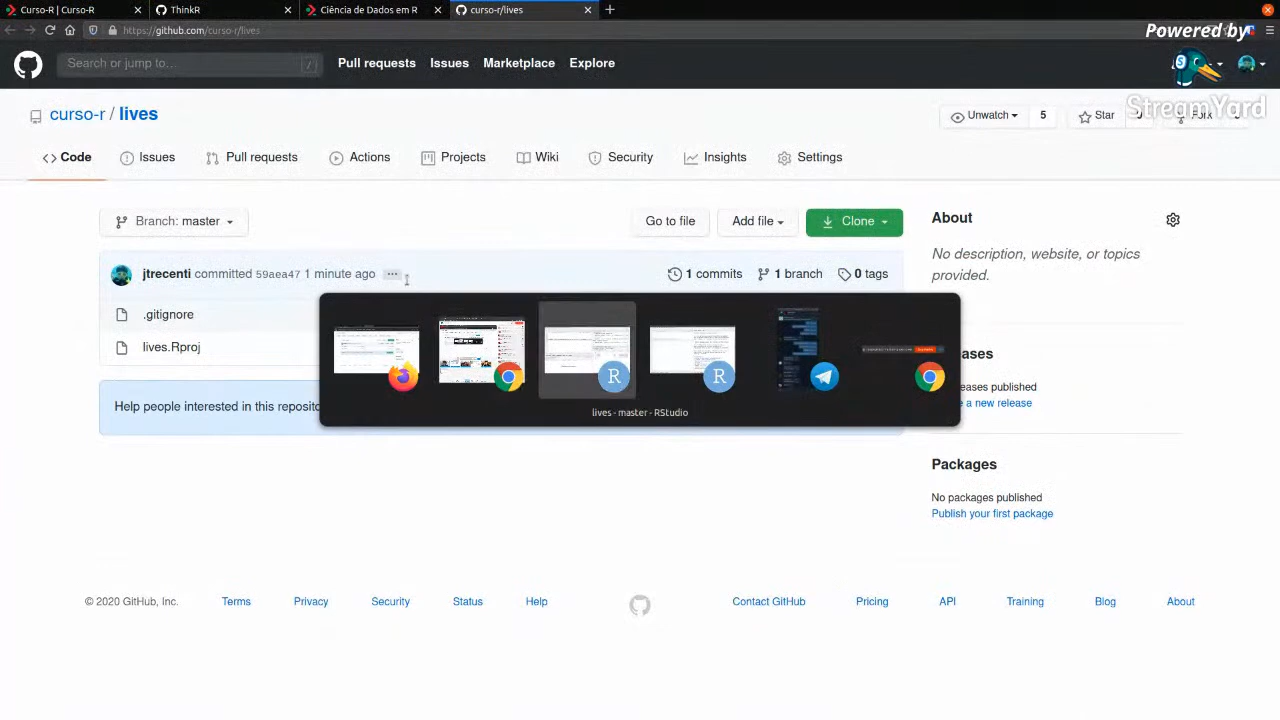 Curso-R | Curso-R
ThinkR
Ciência de Dados em R
curso-r/lives
https://github.com/curso-r/lives
Powered by
Search or jump to...
/
Pull requests
Issues
Marketplace
Explore
StreamYard
curso-r / lives
Unwatch
5
Star
Fork
Code
Issues
Pull requests
Actions
Projects
Wiki
Security
Insights
Settings
Branch: master
Go to file
Add file
Clone
About
No description, website, or topics
provided.
jtrecenti committed 59aea47 1 minute ago
1 commits
1 branch
0 tags
.gitignore
lives.Rproj
Help people interested in this reposito
R
R
lives - master - RStudio
ases
eases published
e a new release
Packages
No packages published
Publish your first package
© 2020 GitHub, Inc.
Terms
Privacy
Security
Status
Help
Contact GitHub
Pricing
API
Training
Blog
About